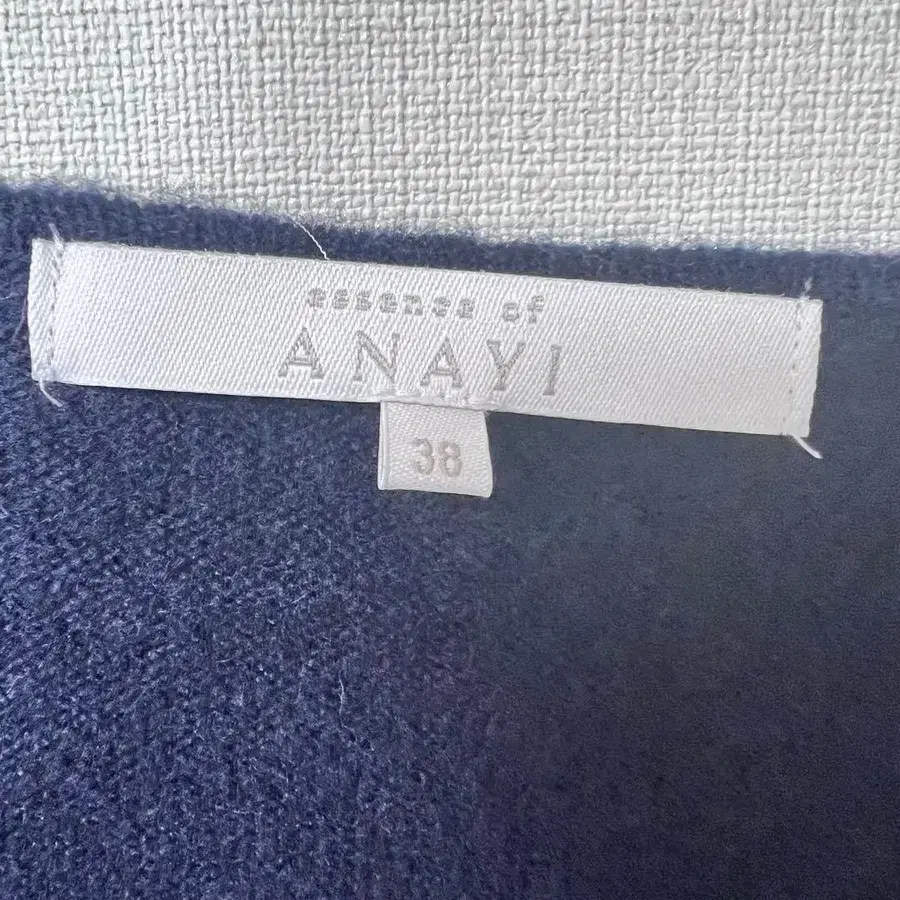 essence of
ANAYI
38